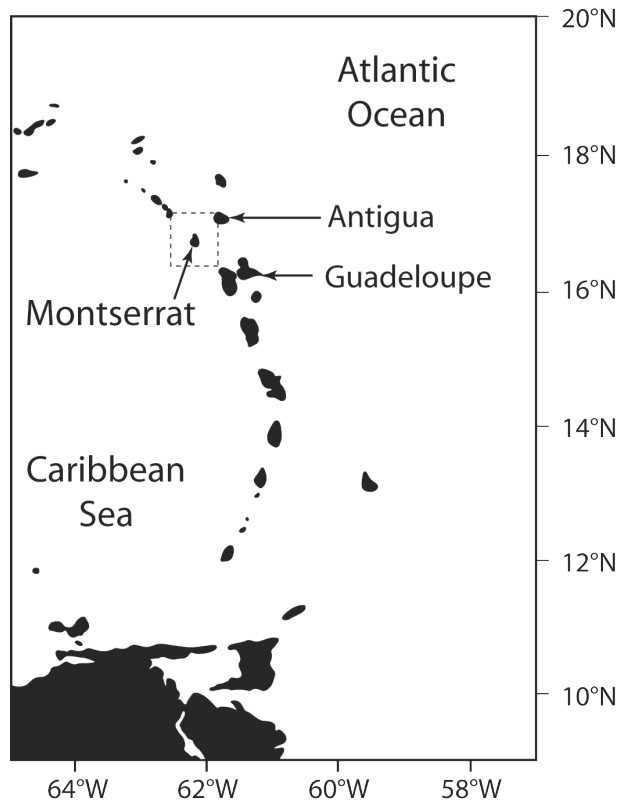 20°N
Atlantic
Ocean
18°N
Antigua
Guadeloupe
16°N
Montserrat
14°N
Caribbean
Sea
12°N
10°N
64°W
62°W
60°W
58°W